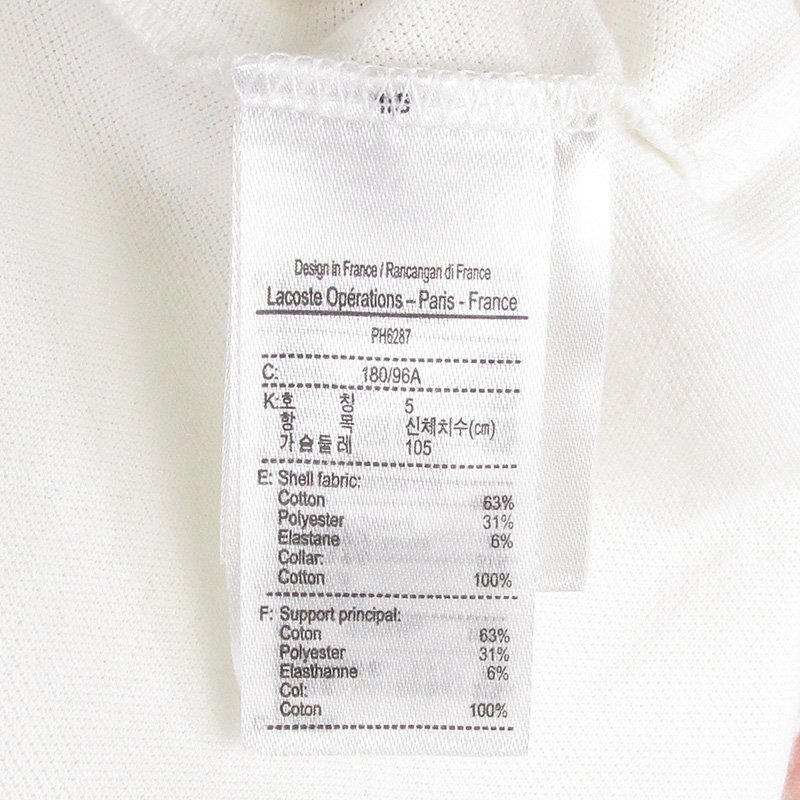 Design in France / Rancangan di France
Lacoste Opérations – Paris - France
PH6287
C: 180/96A
K: 호 칭 5
항 목 신체치수(cm)
가슴둘레 105
E: Shell fabric:
Cotton 63%
Polyester 31%
Elastane 6%
Collar:
Cotton 100%
F: Support principal:
Coton 63%
Polyester 31%
Elasthanne 6%
Col:
Coton 100%